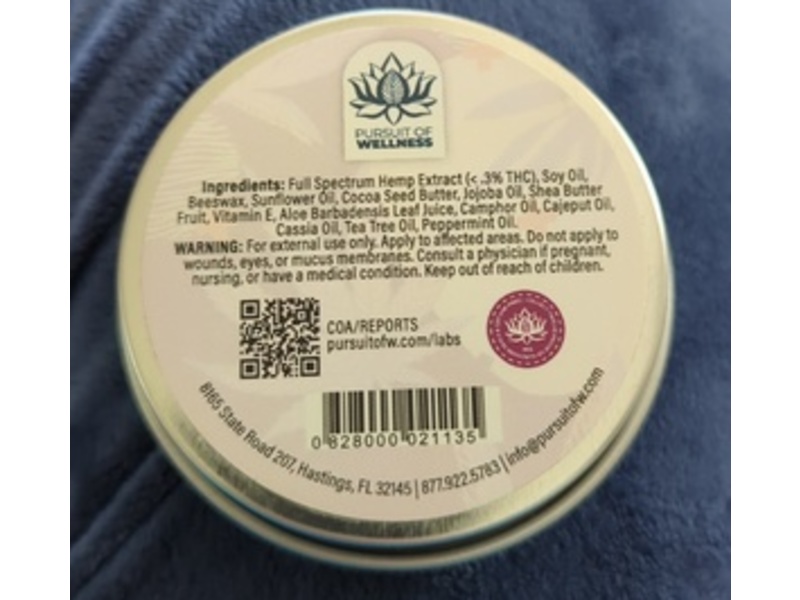 PURSUIT OF
WELLNESS
Ingredients: Full Spectrum Hemp Extract (< .3% THC), Soy Oil,
Beeswax, Sunflower Oil, Cocoa Seed Butter, Jojoba Oil, Shea Butter
Fruit, Vitamin E, Aloe Barbadensis Leaf Juice, Camphor Oil, Cajeput Oil,
Cassia Oil, Tea Tree Oil, Peppermint Oil.
WARNING: For external use only. Apply to affected areas. Do not apply to
wounds, eyes, or mucus membranes. Consult a physician if pregnant,
nursing, or have a medical condition. Keep out of reach of children.
COA/REPORTS
pursuitofw.com/labs
0 828000 021135
8165 State Road 207, Hastings, FL 32145 | 877.922.5783 | info@pursuitofw.com